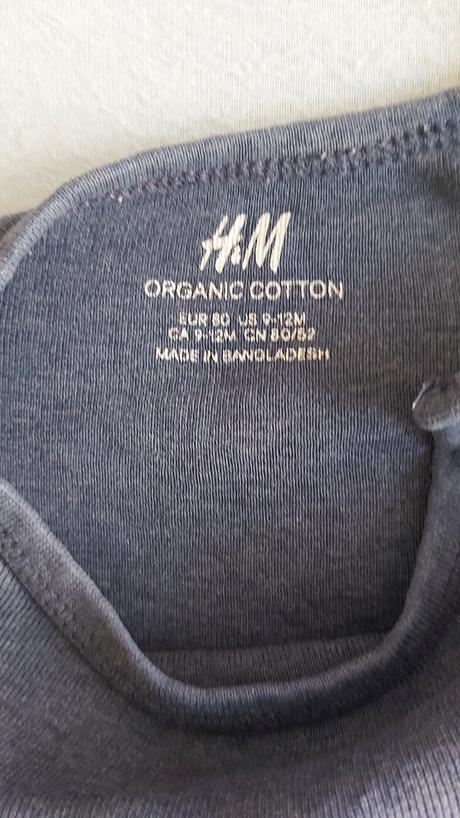 H&M
ORGANIC COTTON
EUR 80 US 9-12M
CA 9-12M CN 80/52
MADE IN BANGLADESH